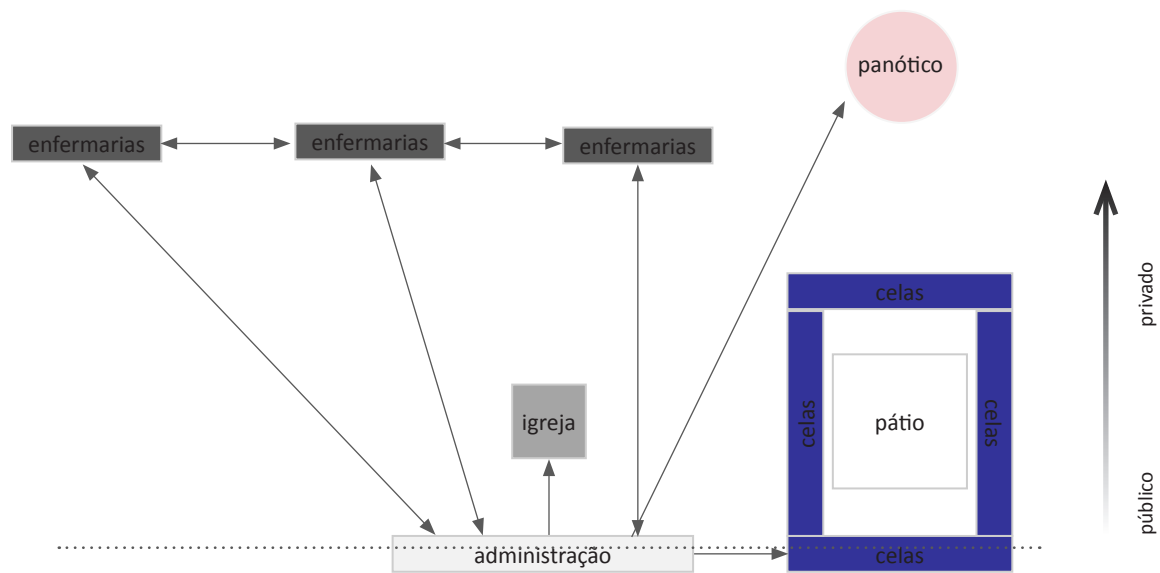 panótico
enfermarias
enfermarias
enfermarias
privado
celas
celas
pátio
celas
igreja
público
administração
celas